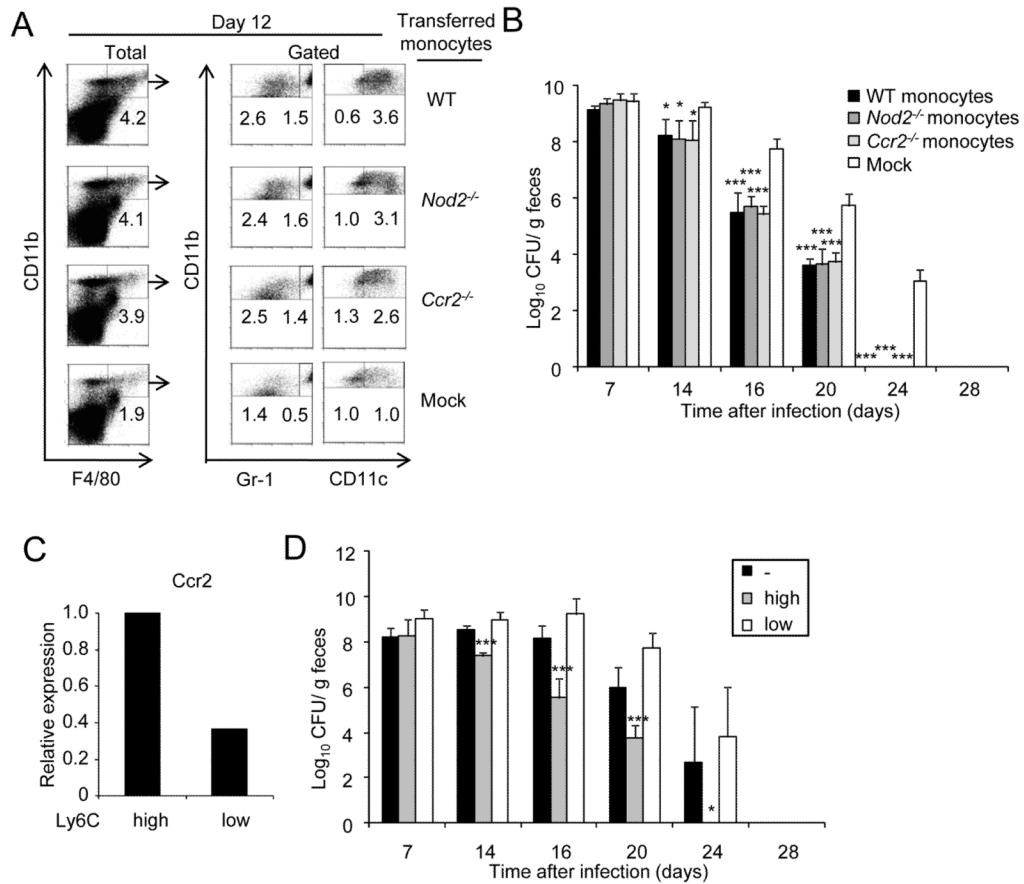 A
Day 12
Transferred monocytes
Total
Gated
4.2
2.6 1.5
0.6 3.6
WT
4.1
2.4 1.6
1.0 3.1
Nod2-/-
3.9
2.5 1.4
1.3 2.6
Ccr2-/-
1.9
1.4 0.5
1.0 1.0
Mock
CD11b
CD11b
F4/80
Gr-1
CD11c
B
WT monocytes
Nod2-/- monocytes
Ccr2-/- monocytes
Mock
Log10 CFU/ g feces
10
8
6
4
2
0
* * *
*** *** ***
*** *** ***
*** *** ***
7 14 16 20 24 28
Time after infection (days)
C
Ccr2
Relative expression
1.0
0.8
0.6
0.4
0.2
0
Ly6C high low
D
-
high
low
Log10 CFU/ g feces
12
10
8
6
4
2
0
***
***
***
*
7 14 16 20 24 28
Time after infection (days)